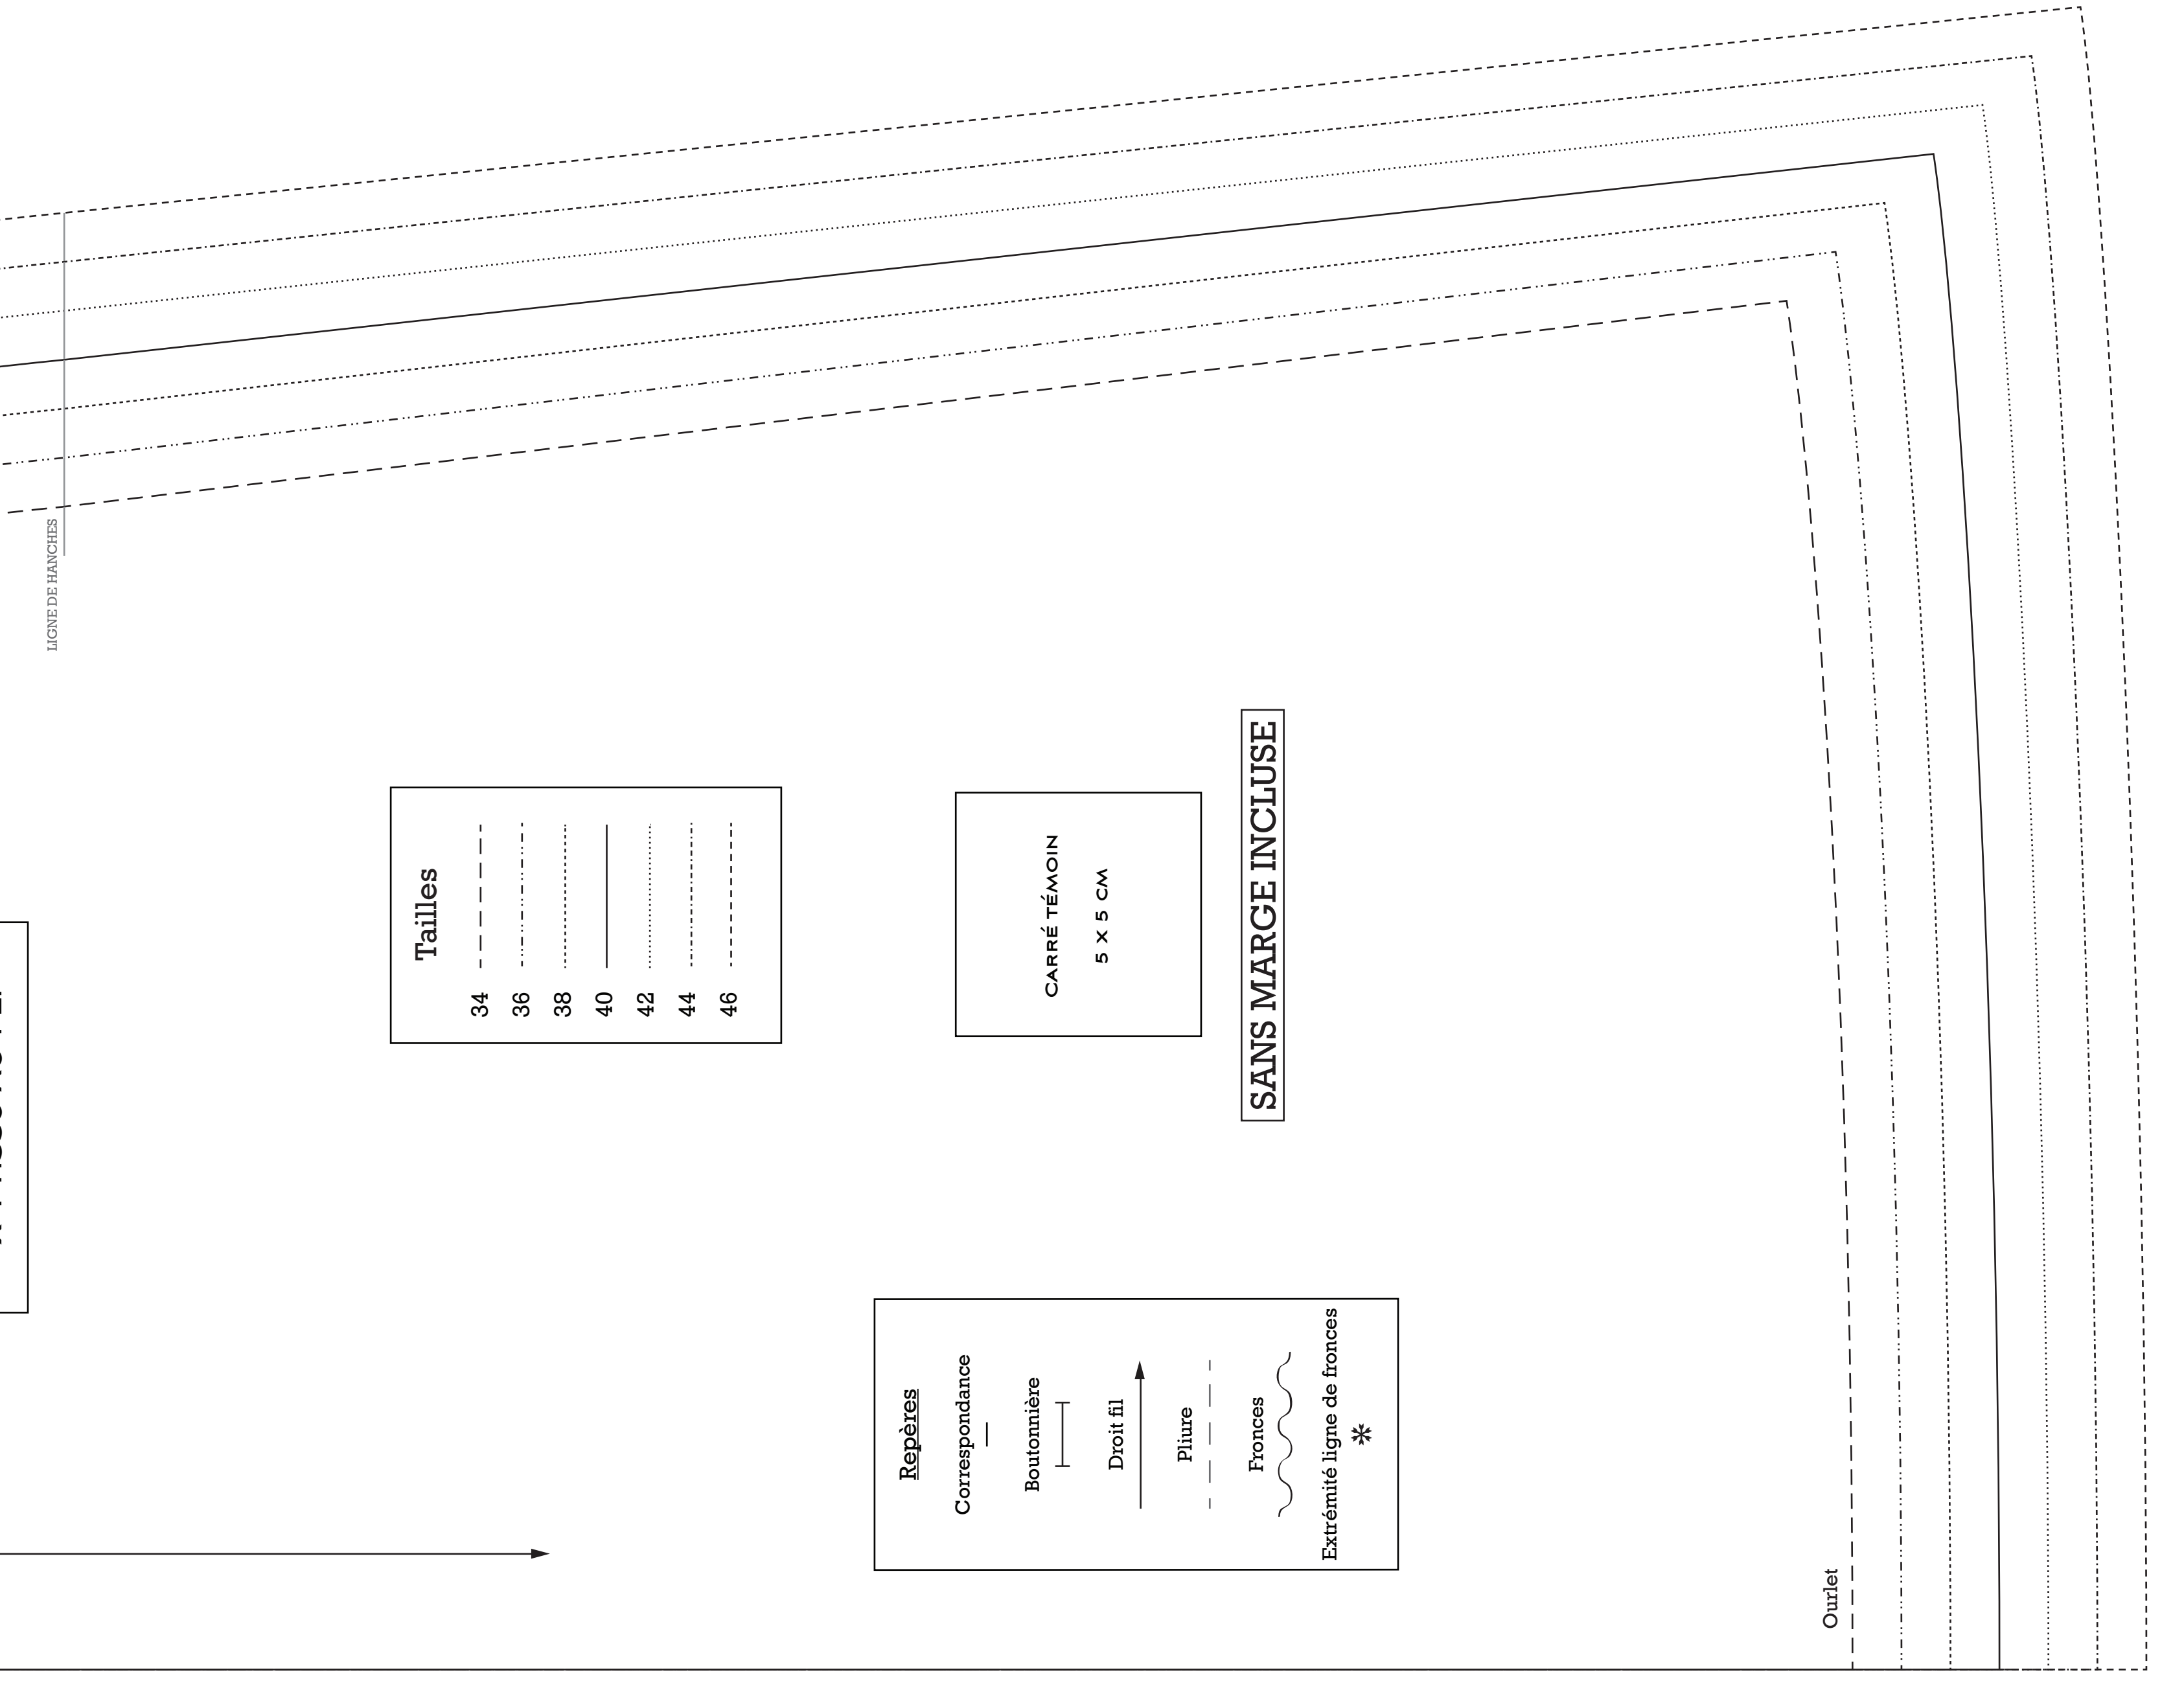 LIGNE DE HANCHES
Tailles
34
36
38
40
42
44
46
CARRÉ TÉMOIN
5 X 5 CM
SANS MARGE INCLUSE
Repères
Correspondance
Boutonnière
Droit fil
Pliure
Fronces
Extrémité ligne de fronces
Ourlet